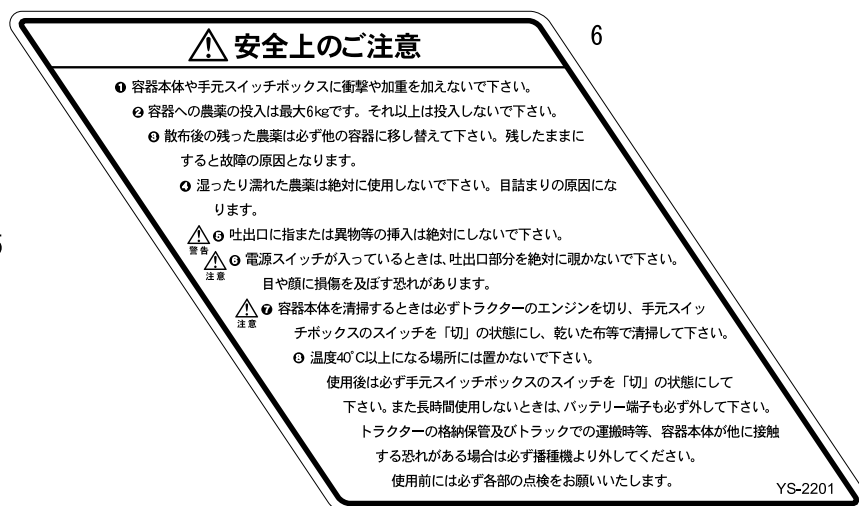 安全上のご注意
6
❶ 容器本体や手元スイッチボックスに衝撃や加重を加えないで下さい。
❷ 容器への農薬の投入は最大6kgです。それ以上は投入しないで下さい。
❸ 散布後の残った農薬は必ず他の容器に移し替えて下さい。残したままに
すると故障の原因となります。
❹ 湿ったり濡れた農薬は絶対に使用しないで下さい。目詰まりの原因にな
ります。
警告 ❺ 吐出口に指または異物等の挿入は絶対にしないで下さい。
注意 ❻ 電源スイッチが入っているときは、吐出口部分を絶対に覗かないで下さい。
目や顔に損傷を及ぼす恐れがあります。
注意 ❼ 容器本体を清掃するときは必ずトラクターのエンジンを切り、手元スイッ
チボックスのスイッチを「切」の状態にし、乾いた布等で清掃して下さい。
❽ 温度40°C以上になる場所には置かないで下さい。
使用後は必ず手元スイッチボックスのスイッチを「切」の状態にして
下さい。また長時間使用しないときは、バッテリー端子も必ず外して下さい。
トラクターの格納保管及びトラックでの運搬時等、容器本体が他に接触
する恐れがある場合は必ず播種機より外してください。
使用前には必ず各部の点検をお願いいたします。
YS-2201